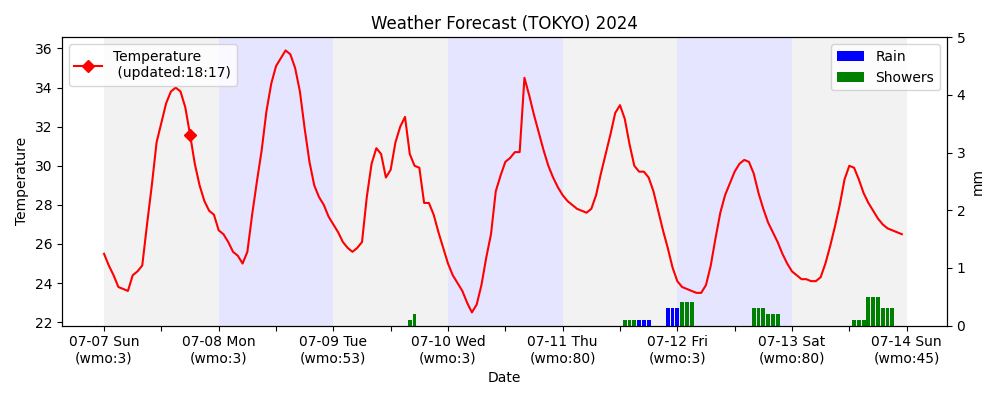 Weather Forecast (TOKYO) 2024
Temperature
(updated:18:17)
Rain
Showers
36
34
32
30
28
26
24
22
Temperature
5
4
3
2
1
0
mm
07-07 Sun 07-08 Mon 07-09 Tue 07-10 Wed 07-11 Thu 07-12 Fri 07-13 Sat 07-14 Sun
(wmo:3) (wmo:3) (wmo:53) (wmo:3) (wmo:80) (wmo:3) (wmo:80) (wmo:45)
Date